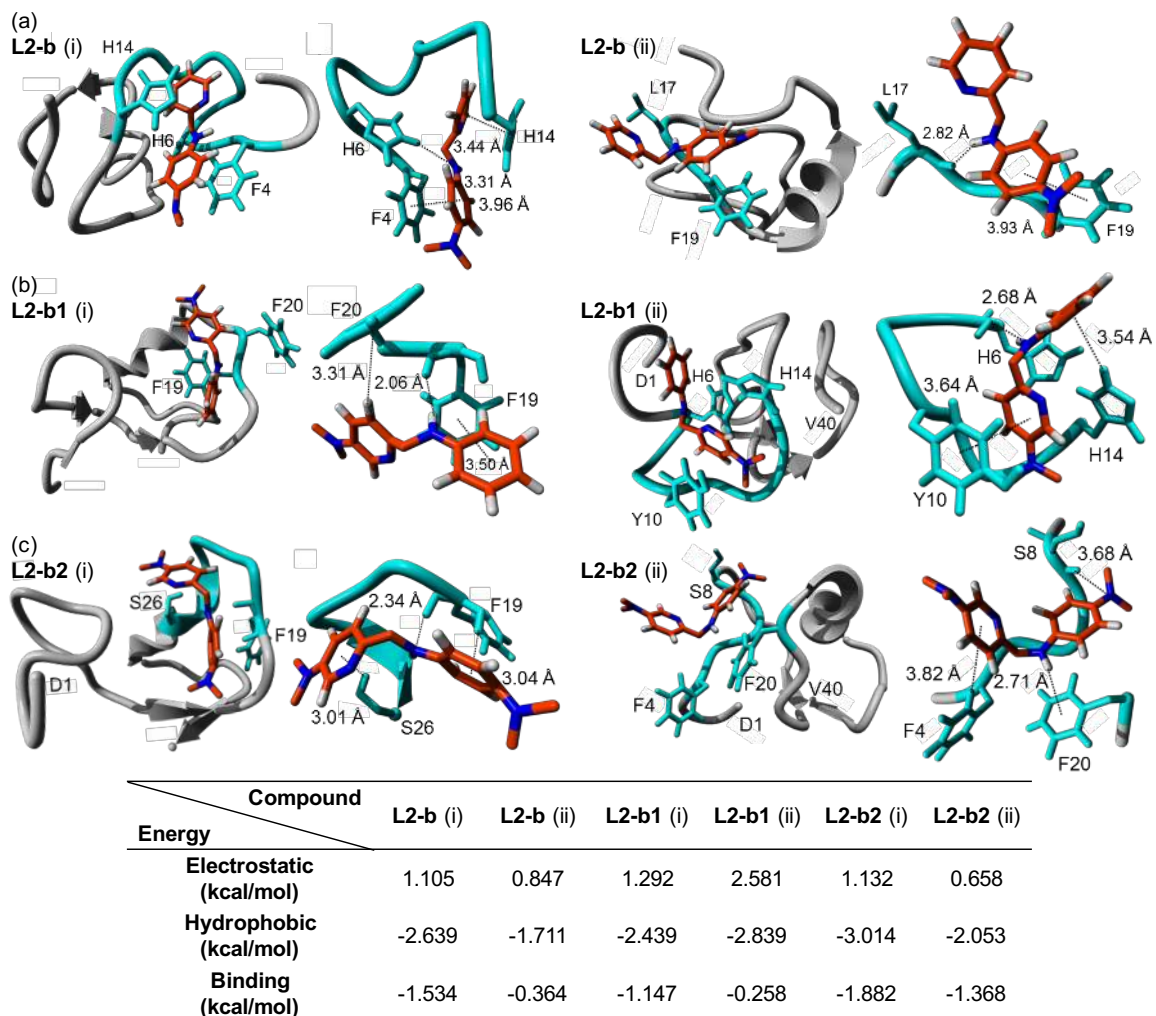 (a)
L2-b (i)
H14
H6
F4
H6
F4
H14
3.44 Å
3.31 Å
3.96 Å
L2-b (ii)
L17
F19
L17
2.82 Å
3.93 Å
F19
(b)
L2-b1 (i)
F20
F19
F20
3.31 Å
2.06 Å
F19
3.50 Å
L2-b1 (ii)
D1
H6
H14
V40
Y10
2.68 Å
H6
3.54 Å
3.64 Å
H14
Y10
(c)
L2-b2 (i)
S26
F19
D1
2.34 Å
F19
3.04 Å
3.01 Å
S26
L2-b2 (ii)
S8
F20
F4
V40
D1
S8
3.68 Å
3.82 Å
2.71 Å
F4
F20
Compound
Energy
L2-b (i) L2-b (ii) L2-b1 (i) L2-b1 (ii) L2-b2 (i) L2-b2 (ii)
Electrostatic
(kcal/mol)
1.105 0.847 1.292 2.581 1.132 0.658
Hydrophobic
(kcal/mol)
-2.639 -1.711 -2.439 -2.839 -3.014 -2.053
Binding
(kcal/mol)
-1.534 -0.364 -1.147 -0.258 -1.882 -1.368